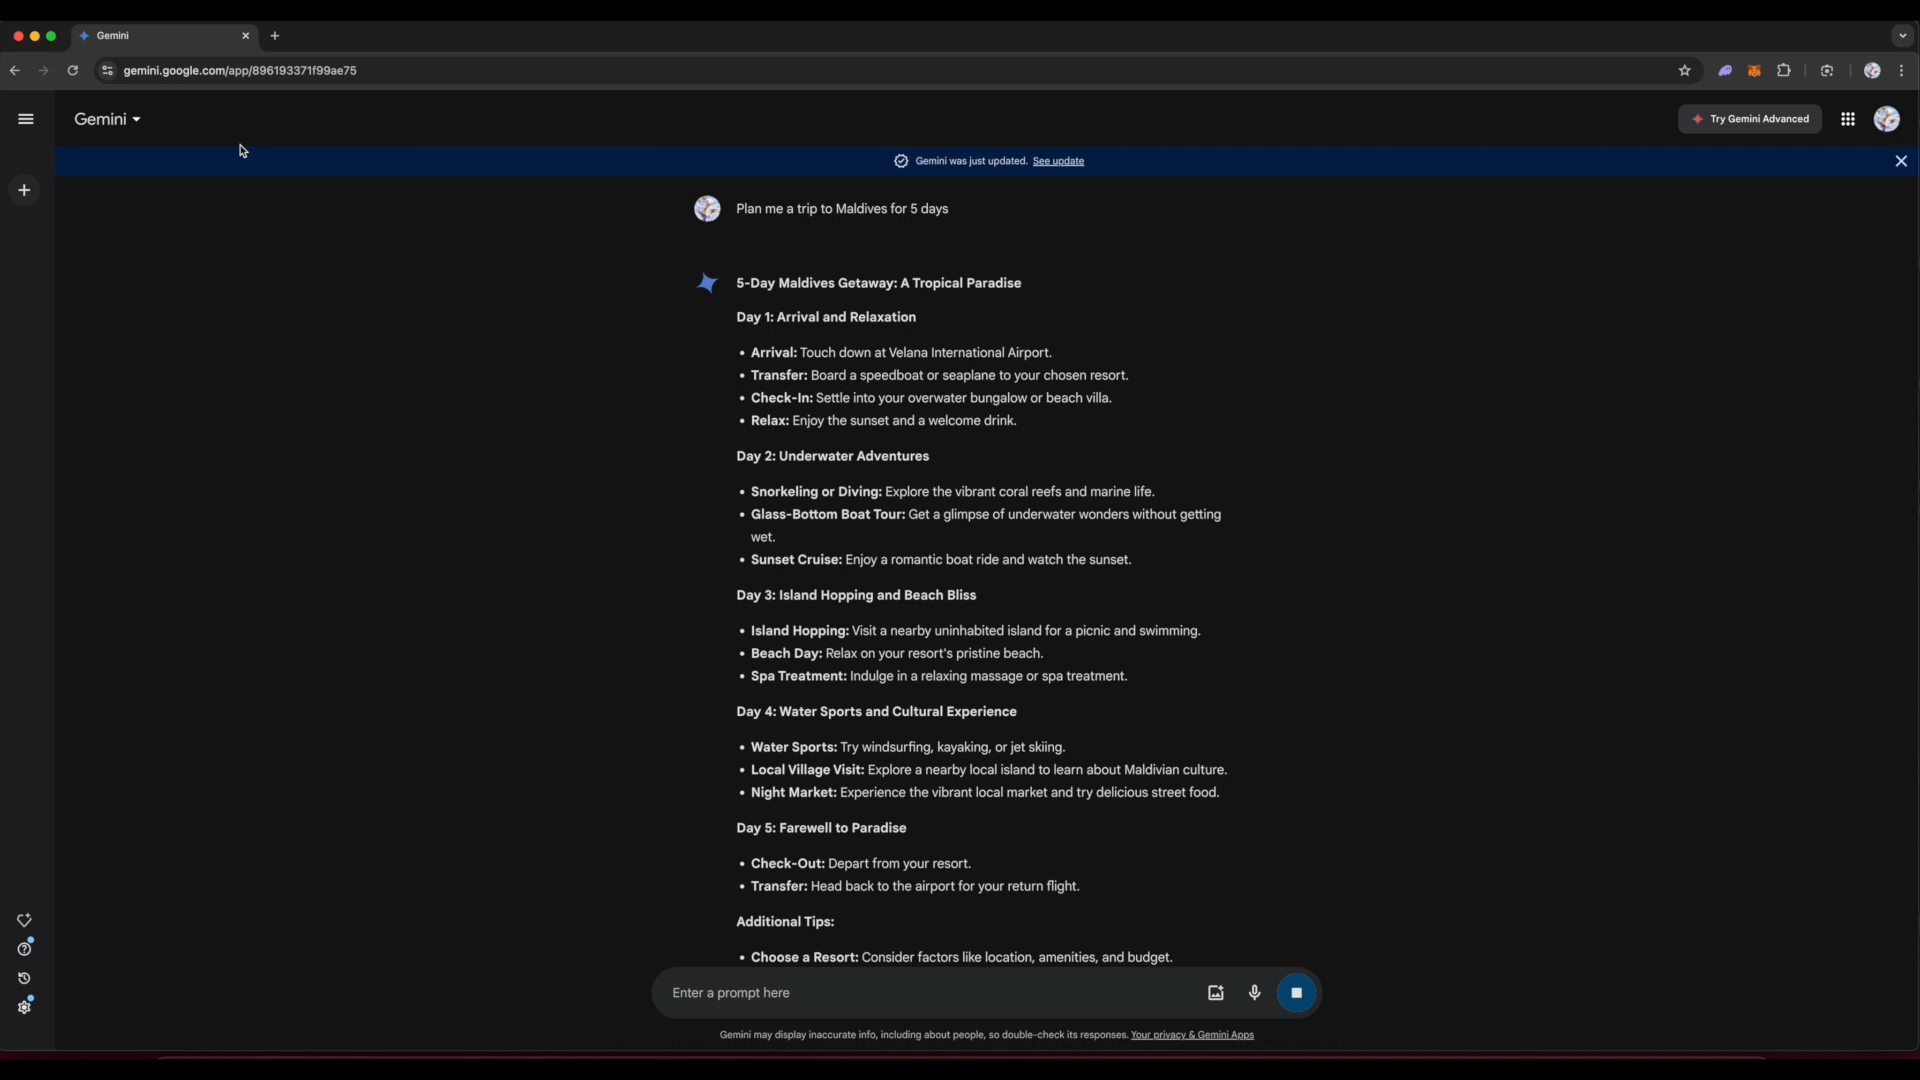 Gemini
gemini.google.com/app/896193371f99ae75
Gemini
Try Gemini Advanced
Gemini was just updated. See update
Plan me a trip to Maldives for 5 days
5-Day Maldives Getaway: A Tropical Paradise
Day 1: Arrival and Relaxation
• Arrival: Touch down at Velana International Airport.
• Transfer: Board a speedboat or seaplane to your chosen resort.
• Check-In: Settle into your overwater bungalow or beach villa.
• Relax: Enjoy the sunset and a welcome drink.
Day 2: Underwater Adventures
• Snorkeling or Diving: Explore the vibrant coral reefs and marine life.
• Glass-Bottom Boat Tour: Get a glimpse of underwater wonders without getting
wet.
• Sunset Cruise: Enjoy a romantic boat ride and watch the sunset.
Day 3: Island Hopping and Beach Bliss
• Island Hopping: Visit a nearby uninhabited island for a picnic and swimming.
• Beach Day: Relax on your resort's pristine beach.
• Spa Treatment: Indulge in a relaxing massage or spa treatment.
Day 4: Water Sports and Cultural Experience
• Water Sports: Try windsurfing, kayaking, or jet skiing.
• Local Village Visit: Explore a nearby local island to learn about Maldivian culture.
• Night Market: Experience the vibrant local market and try delicious street food.
Day 5: Farewell to Paradise
• Check-Out: Depart from your resort.
• Transfer: Head back to the airport for your return flight.
Additional Tips:
• Choose a Resort: Consider factors like location, amenities, and budget.
Enter a prompt here
Gemini may display inaccurate info, including about people, so double-check its responses. Your privacy & Gemini Apps